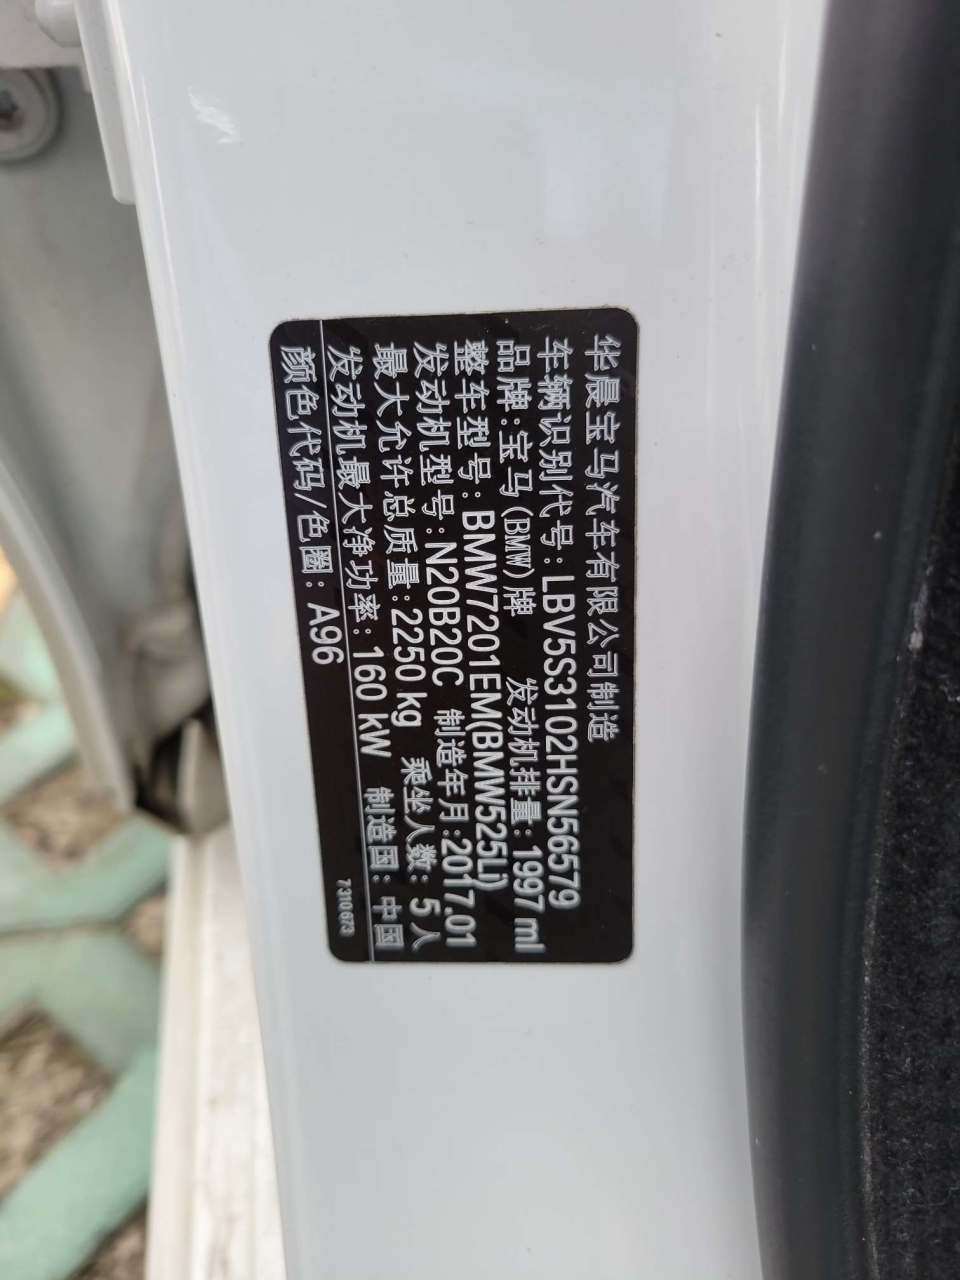 华晨宝马汽车有限公司制造
车辆识别代号: LBV5S3102HSN56579
品牌: 宝马(BMW)牌 发动机排量: 1997 ml
整车型号: BMW7201EM(BMW525Li)
发动机型号: N20B20C 制造年月: 2017.01
最大允许总质量: 2250 kg 乘坐人数: 5 人
发动机最大净功率: 160 kW 制造国: 中国
颜色代码/色圈: A96 7310673